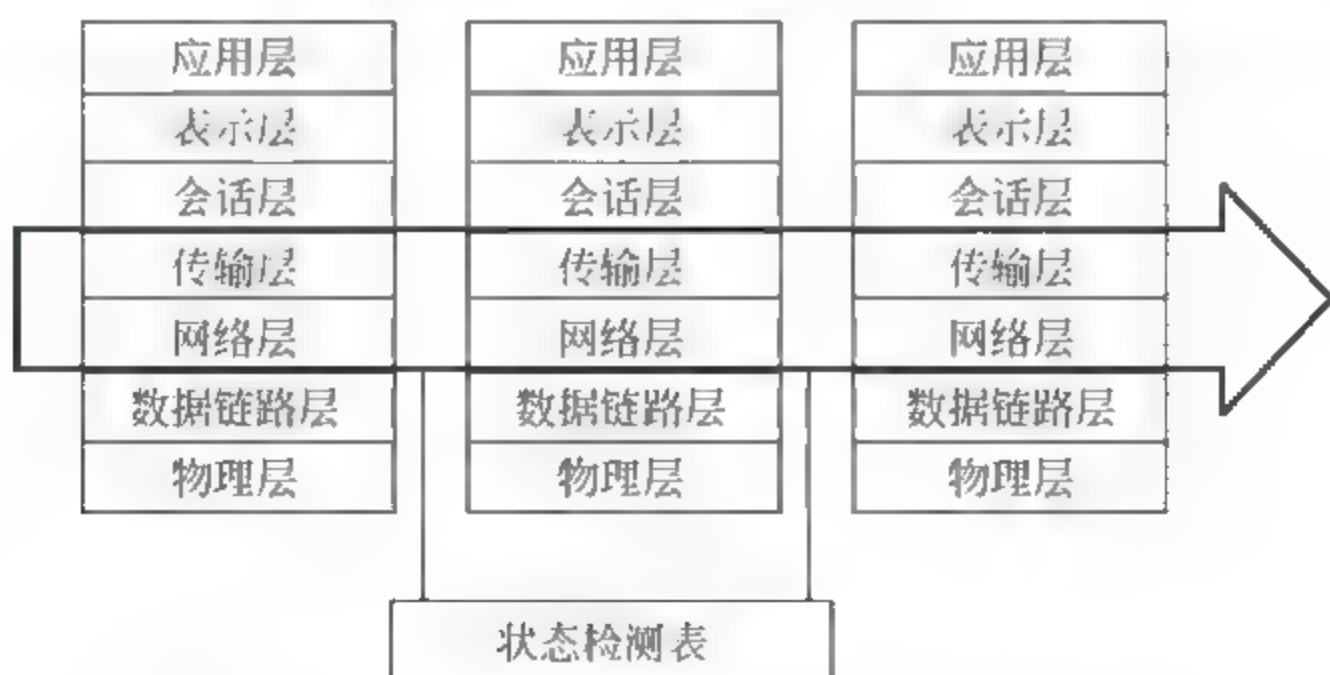 应用层 应用层 应用层
表示层 表示层 表示层
会话层 会话层 会话层
传输层 传输层 传输层
网络层 网络层 网络层
数据链路层 数据链路层 数据链路层
物理层 物理层 物理层
状态检测表